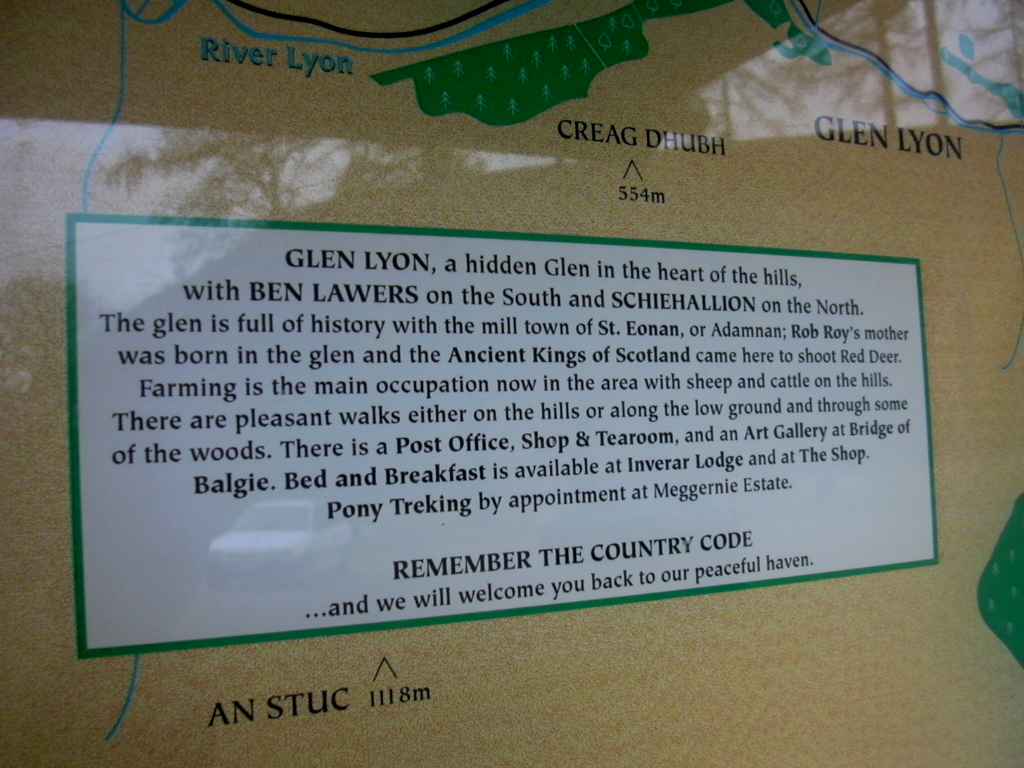 River Lyon
CREAG DHUBH
554m
GLEN LYON
GLEN LYON, a hidden Glen in the heart of the hills,
with BEN LAWERS on the South and SCHIEHALLION on the North.
The glen is full of history with the mill town of St. Eonan, or Adamnan; Rob Roy's mother
was born in the glen and the Ancient Kings of Scotland came here to shoot Red Deer.
Farming is the main occupation now in the area with sheep and cattle on the hills.
There are pleasant walks either on the hills or along the low ground and through some
of the woods. There is a Post Office, Shop & Tearoom, and an Art Gallery at Bridge of
Balgie. Bed and Breakfast is available at Inverar Lodge and at The Shop.
Pony Treking by appointment at Meggernie Estate.
REMEMBER THE COUNTRY CODE
...and we will welcome you back to our peaceful haven.
AN STUC 1118m